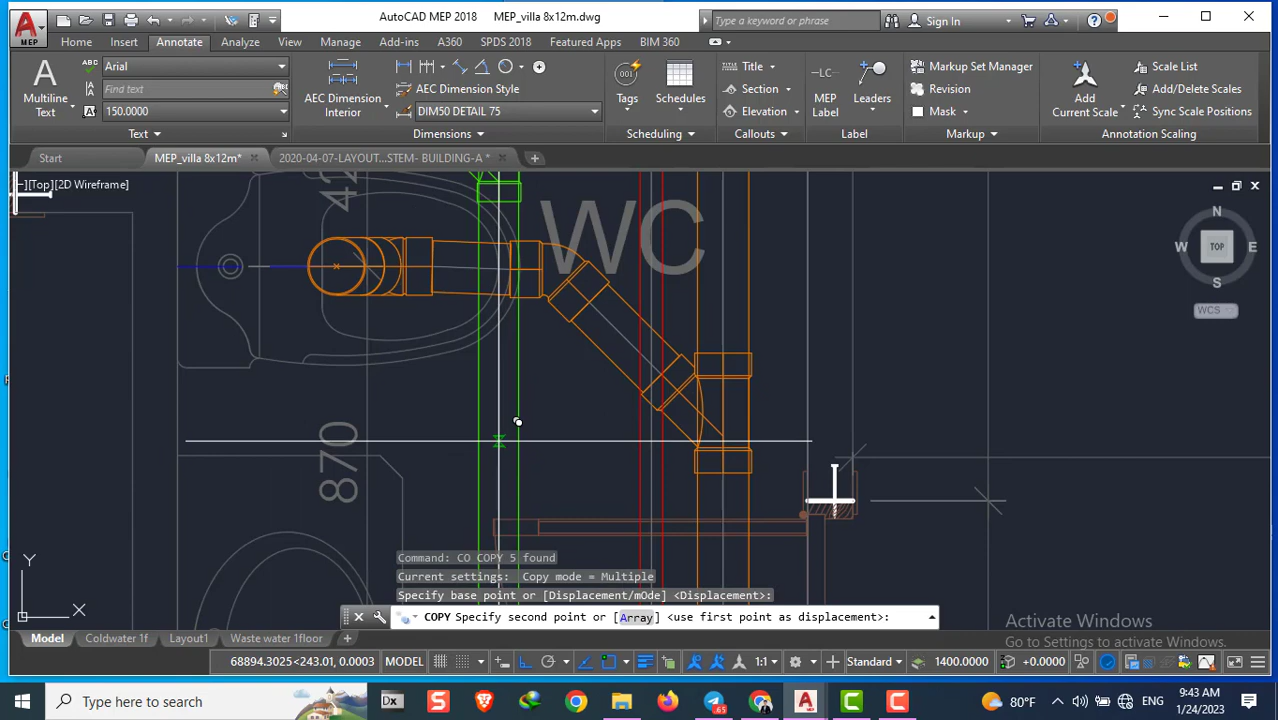 AutoCAD MEP 2018 MEP_villa 8x12m.dwg
Type a keyword or phrase
Sign In
MEP
Home Insert Annotate Analyze View Manage Add-ins A360 SPDS 2018 Featured Apps BIM 360
ABC Arial
Find text
A 150.0000
A
Multiline
Text
Text
AEC Dimension
Interior
AEC Dimension Style
DIM50 DETAIL 75
Dimensions
001
Tags
Schedules
Scheduling
Title
Section
Elevation
Callouts
-LC-
MEP
Label
Leaders
Label
Markup Set Manager
Revision
Mask
Markup
Add
Current Scale
Scale List
Add/Delete Scales
Sync Scale Positions
Annotation Scaling
Start MEP_villa 8x12m* 2020-04-07-LAYOUT...STEM- BUILDING-A *
[Top][2D Wireframe]
N
W TOP E
S
WCS
42
WC
870
Y
X
Command: CO COPY 5 found
Current settings: Copy mode = Multiple
Specify base point or [Displacement/mOde] <Displacement>:
COPY Specify second point or [Array] <use first point as displacement>:
Activate Windows
Go to Settings to activate Windows.
Model Coldwater 1f Layout1 Waste water 1floor
68894.3025<243.01, 0.0003 MODEL 1:1 Standard 1400.0000 +0.0000
Type here to search
Dx
S
.65
C
C
80°F
ENG
9:43 AM
1/24/2023